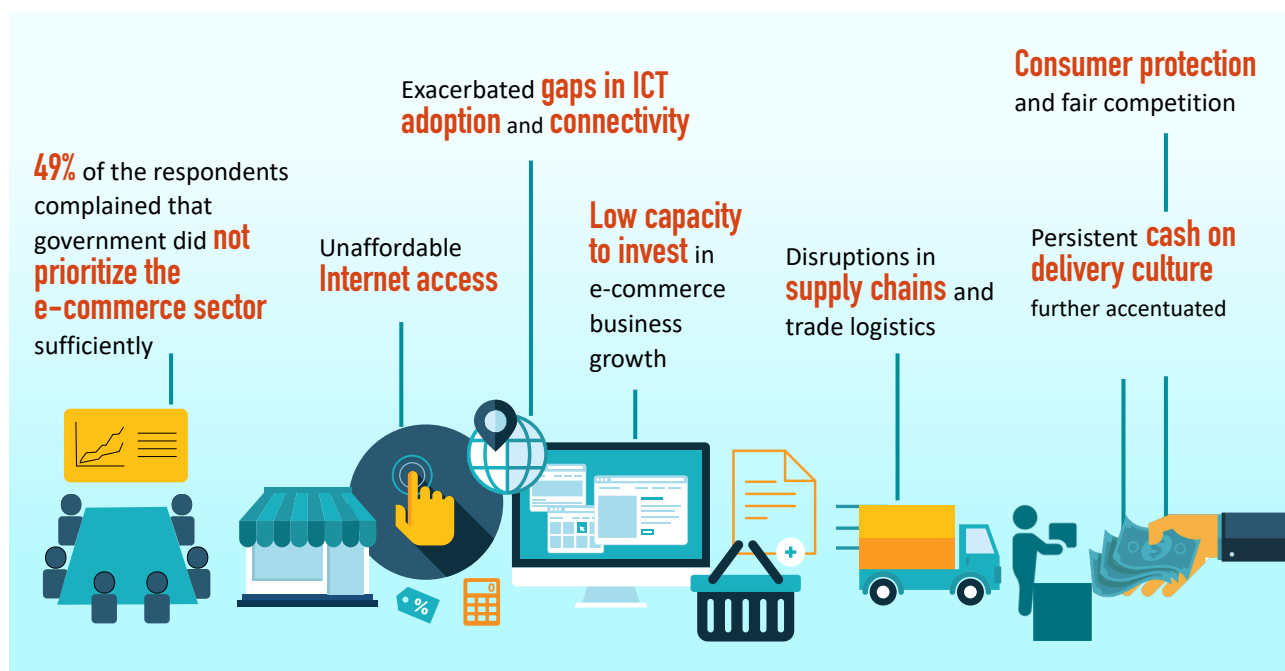 49% of the respondents
complained that
government did not
prioritize the
e-commerce sector
sufficiently
Unaffordable
Internet access
Exacerbated gaps in ICT
adoption and connectivity
Low capacity
to invest in
e-commerce
business
growth
Disruptions in
supply chains and
trade logistics
Consumer protection
and fair competition
Persistent cash on
delivery culture
further accentuated
%
0
$